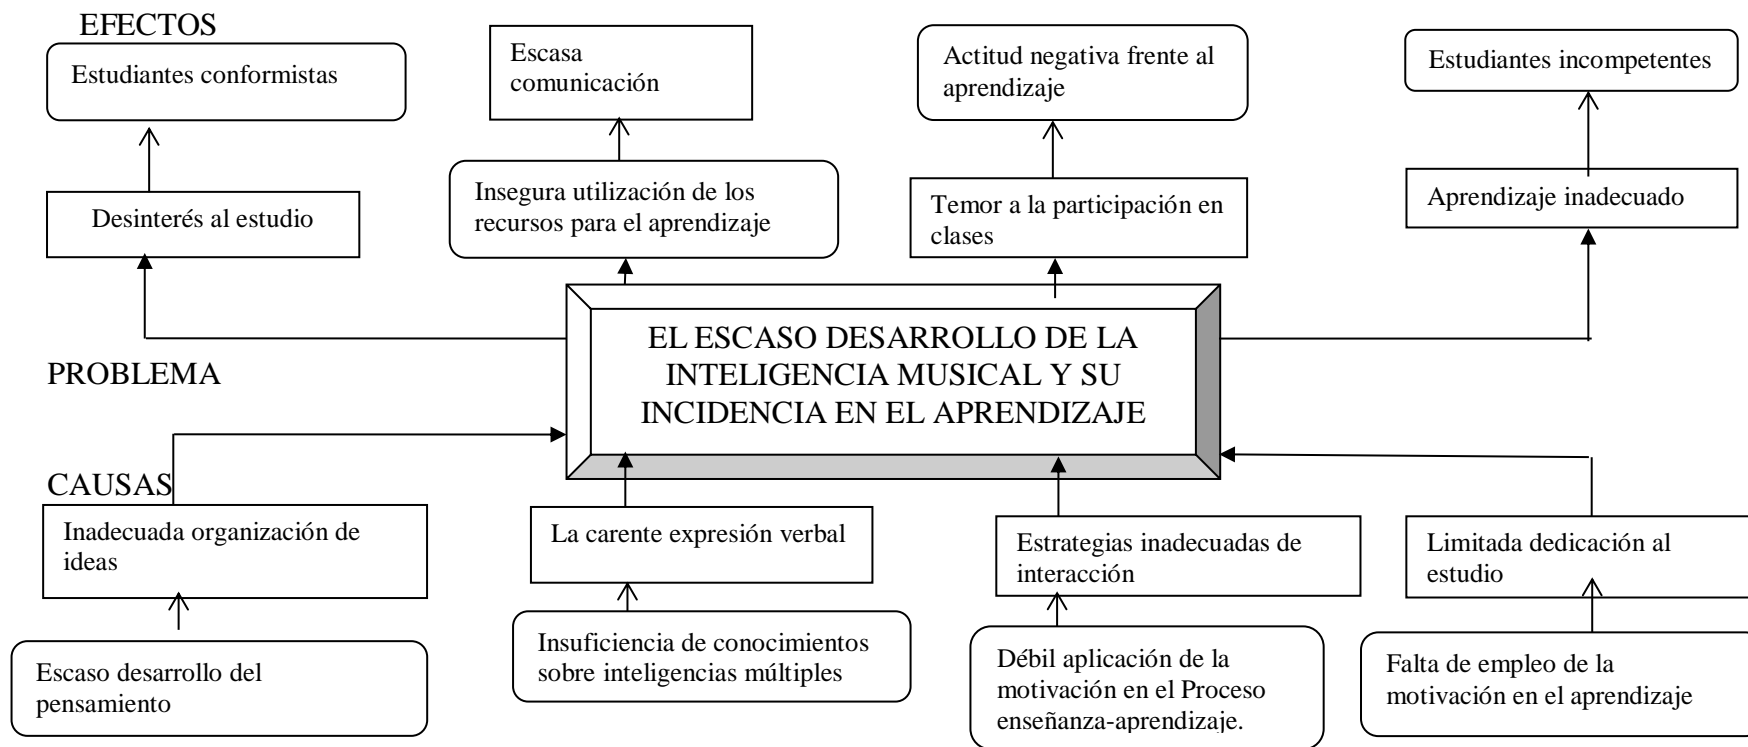 EFECTOS
Estudiantes conformistas
Escasa
comunicación
Actitud negativa frente al
aprendizaje
Estudiantes incompetentes
Desinterés al estudio
Insegura utilización de los
recursos para el aprendizaje
Temor a la participación en
clases
Aprendizaje inadecuado
PROBLEMA
EL ESCASO DESARROLLO DE LA
INTELIGENCIA MUSICAL Y SU
INCIDENCIA EN EL APRENDIZAJE
CAUSAS
Inadecuada organización de
ideas
La carente expresión verbal
Estrategias inadecuadas de
interacción
Limitada dedicación al
estudio
Escaso desarrollo del
pensamiento
Insuficiencia de conocimientos
sobre inteligencias múltiples
Débil aplicación de la
motivación en el Proceso
enseñanza-aprendizaje.
Falta de empleo de la
motivación en el aprendizaje